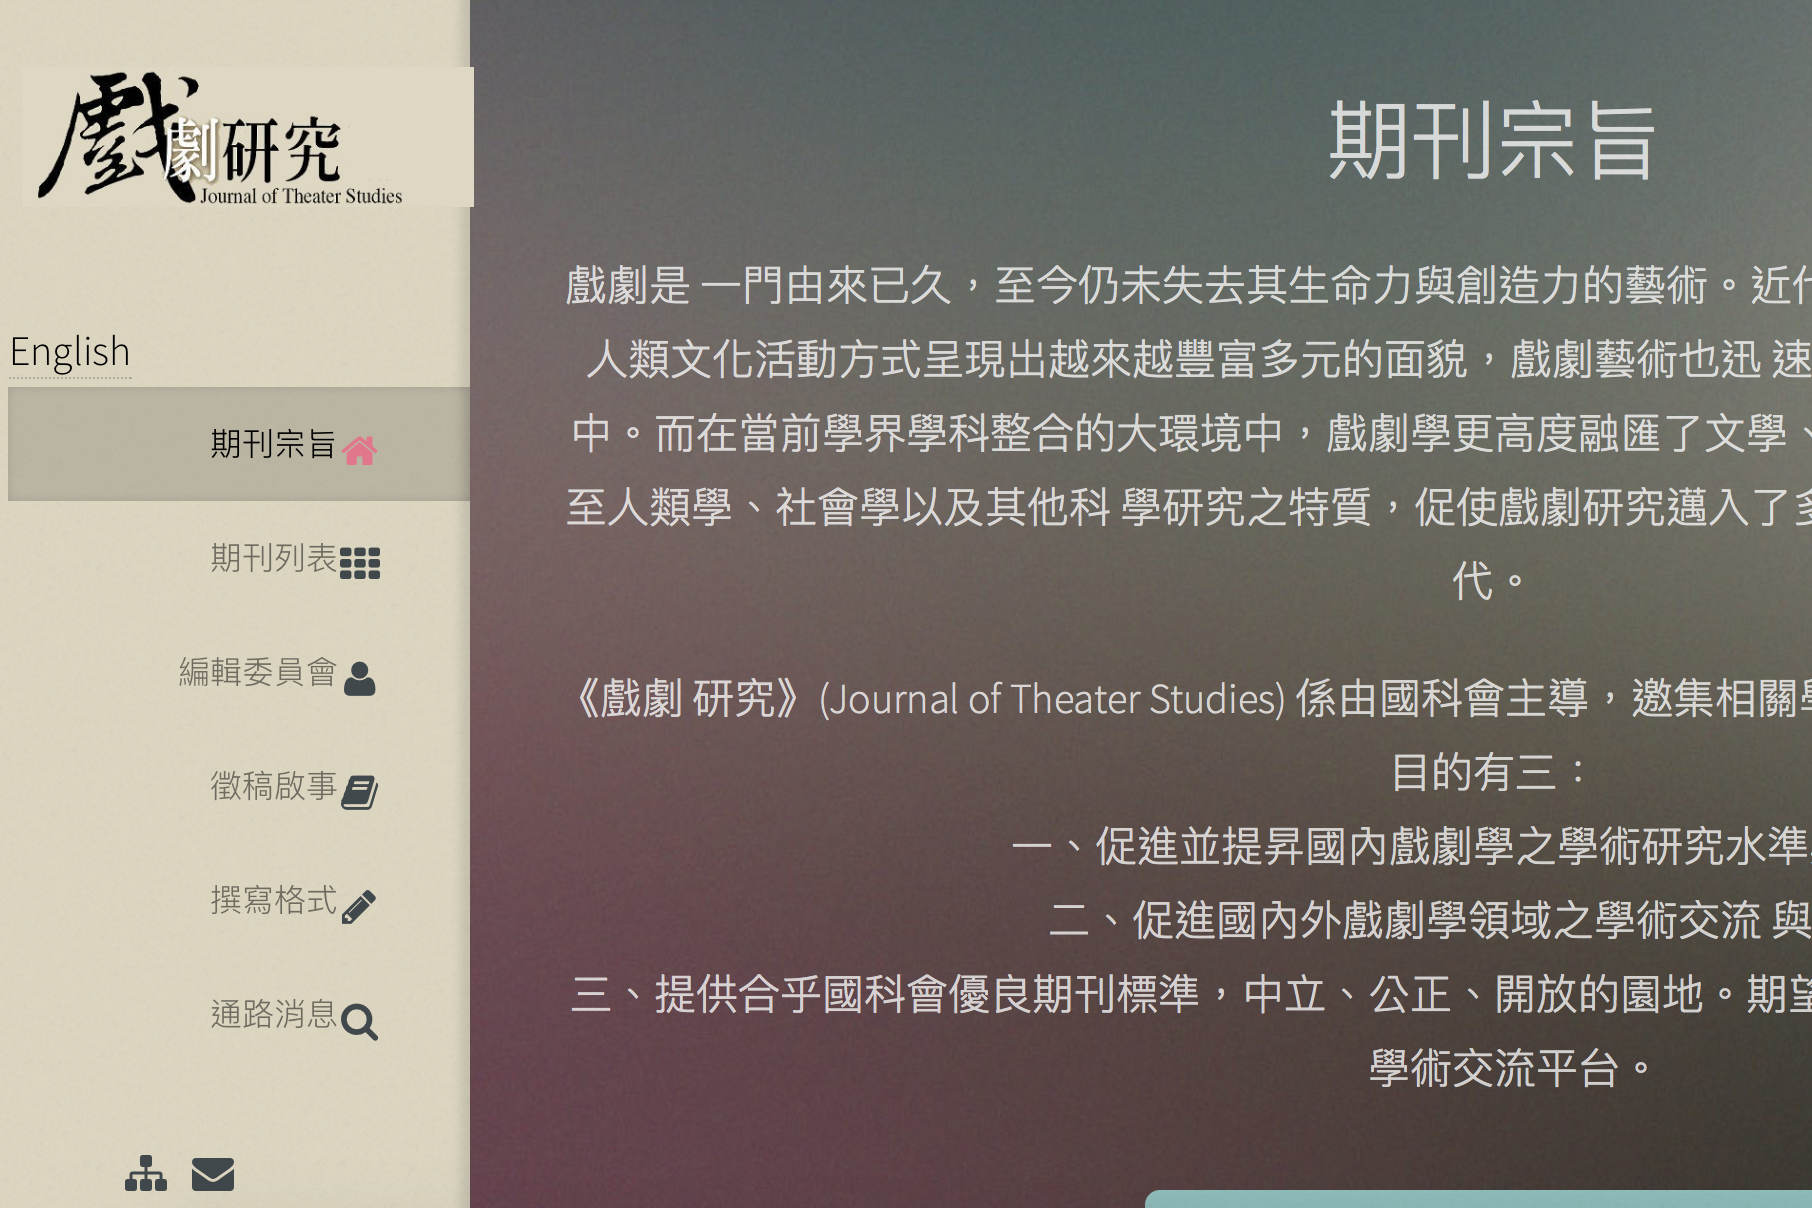 戲劇研究
Journal of Theater Studies
English
期刊宗旨
期刊列表
編輯委員會
徵稿啟事
撰寫格式
通路消息
期刊宗旨
戲劇是 一門由來已久，至今仍未失去其生命力與創造力的藝術。近代
人類文化活動方式呈現出越來越豐富多元的面貌，戲劇藝術也迅 速
中。而在當前學界學科整合的大環境中，戲劇學更高度融匯了文學、
至人類學、社會學以及其他科 學研究之特質，促使戲劇研究邁入了多
代。
《戲劇 研究》(Journal of Theater Studies) 係由國科會主導，邀集相關學
目的有三：
一、促進並提昇國內戲劇學之學術研究水準
二、促進國內外戲劇學領域之學術交流 與
三、提供合乎國科會優良期刊標準，中立、公正、開放的園地。期望
學術交流平台。